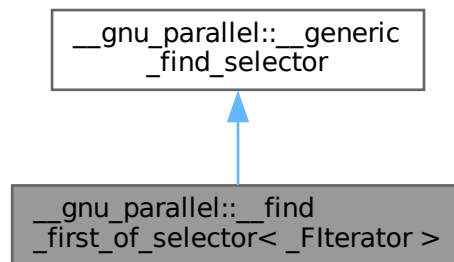 __gnu_parallel::__generic
_find_selector
__gnu_parallel::__find
_first_of_selector< _FIterator >